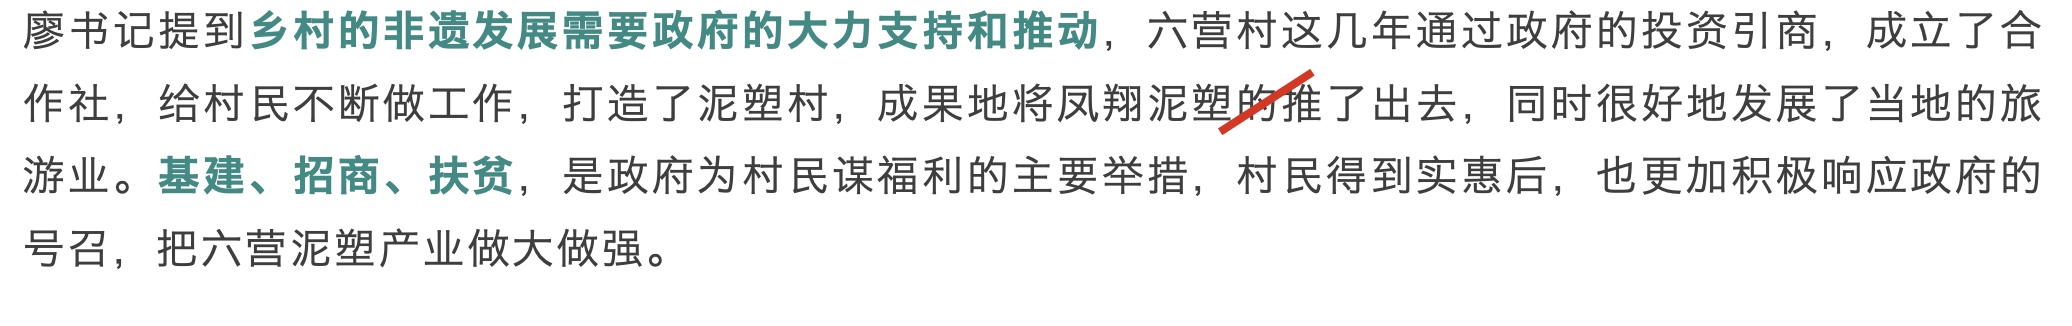 廖书记提到乡村的非遗发展需要政府的大力支持和推动，六营村这几年通过政府的投资引商，成立了合
作社，给村民不断做工作，打造了泥塑村，成果地将凤翔泥塑的推了出去，同时很好地发展了当地的旅
游业。基建、招商、扶贫，是政府为村民谋福利的主要举措，村民得到实惠后，也更加积极响应政府的
号召，把六营泥塑产业做大做强。